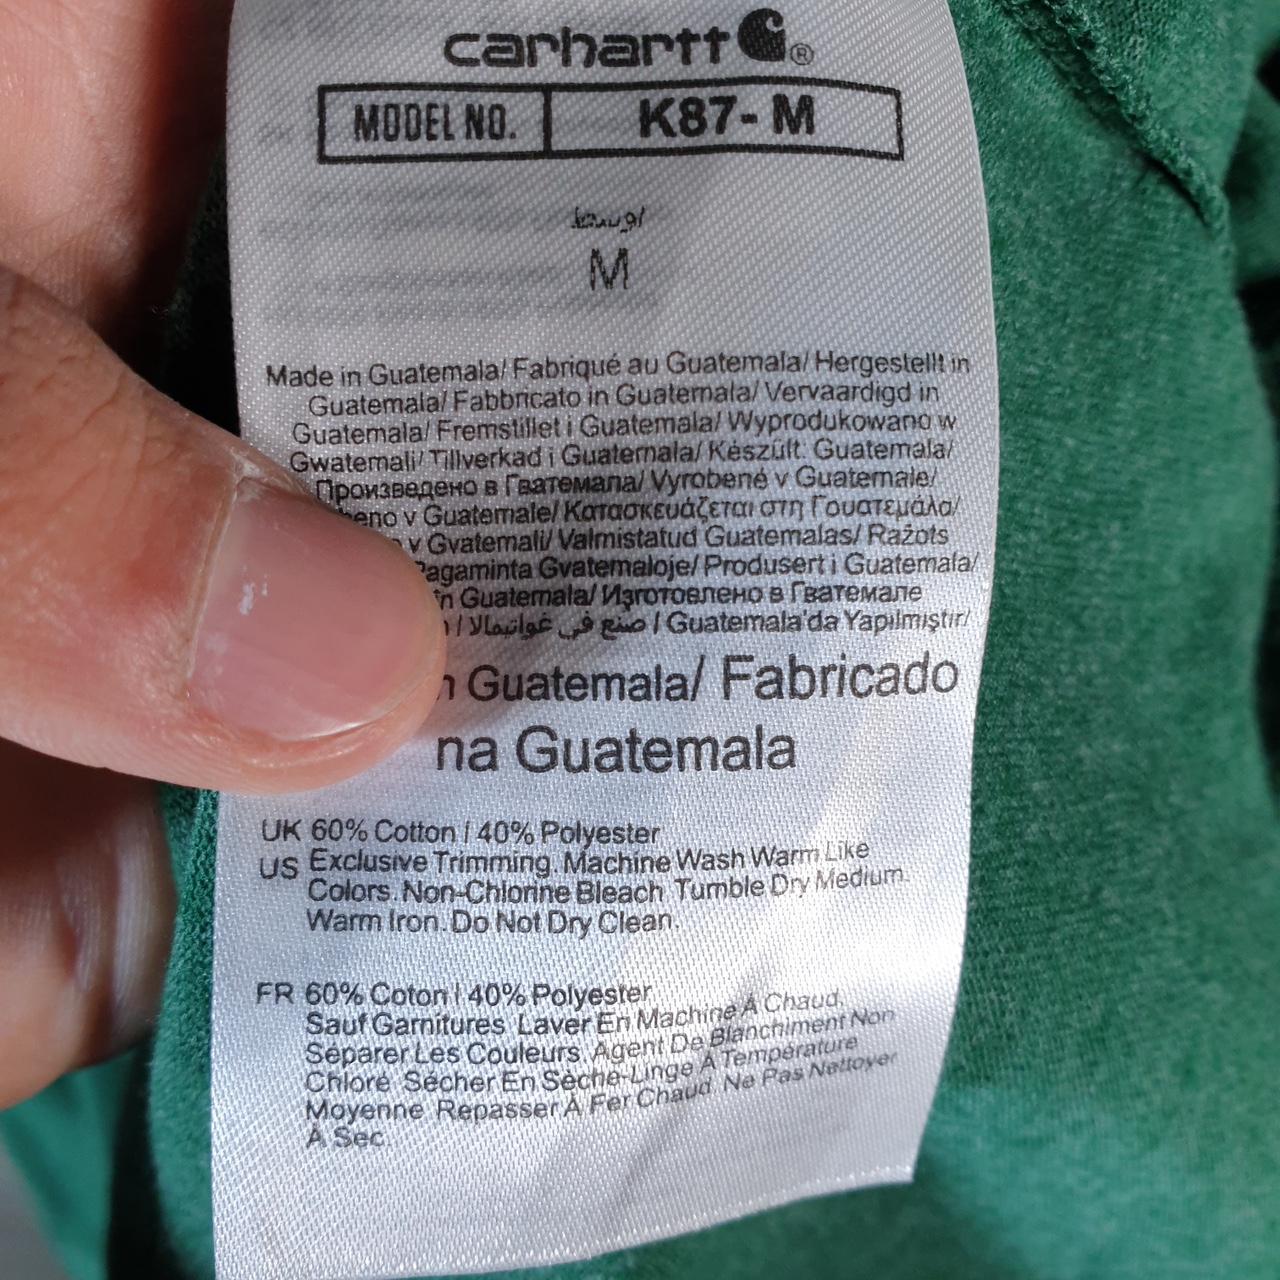 carhartt ®
MODEL NO. K87- M
اوسط
M
Made in Guatemala/ Fabriqué au Guatemala/ Hergestellt in
Guatemala/ Fabbricato in Guatemala/ Vervaardigd in
Guatemala/ Fremstillet i Guatemala/ Wyprodukowano w
Gwatemali/ Tillverkad i Guatemala/ Készült: Guatemala/
Произведено в Гватемала/ Vyrobené v Guatemale/
v Guatemale/ Κατασκευάζεται στη Γουατεμάλα/
v Gvatemali/ Valmistatud Guatemalas/ Ražots
Pagaminta Gvatemaloje/ Produsert i Guatemala/
în Guatemala/ Изготовлено в Гватемале
/ صنع في غواتيمالا / Guatemala'da Yapılmıştır/
Guatemala/ Fabricado
na Guatemala
UK 60% Cotton / 40% Polyester
US Exclusive Trimming. Machine Wash Warm Like
Colors. Non-Chlorine Bleach Tumble Dry Medium.
Warm Iron. Do Not Dry Clean.
FR 60% Coton / 40% Polyester
Sauf Garnitures Laver En Machine À Chaud,
Séparer Les Couleurs Agent De Blanchiment Non
Chloré Sécher En Sèche-Linge À Température
Moyenne Repasser À Fer Chaud. Ne Pas Nettoyer
À Sec